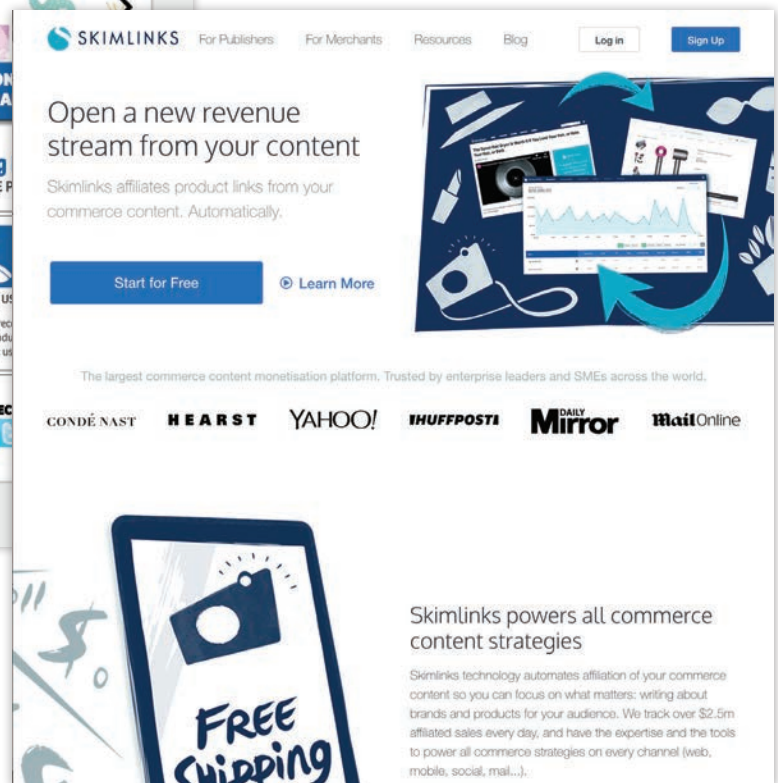 SKIMLINKS For Publishers For Merchants Resources Blog Log in Sign Up
Open a new revenue
stream from your content
Skimlinks affiliates product links from your
commerce content. Automatically.
Start for Free Learn More
The largest commerce content monetisation platform. Trusted by enterprise leaders and SMEs across the world.
CONDÉ NAST HEARST YAHOO! HUFFPOST DAILY Mirror MailOnline
Skimlinks powers all commerce
content strategies
Skimlinks technology automates affiliation of your commerce
content so you can focus on what matters: writing about
brands and products for your audience. We track over $2.5m
affiliated sales every day, and have the expertise and the tools
to power all commerce strategies on every channel (web,
mobile, social, mail...).
FREE
SHIPPING